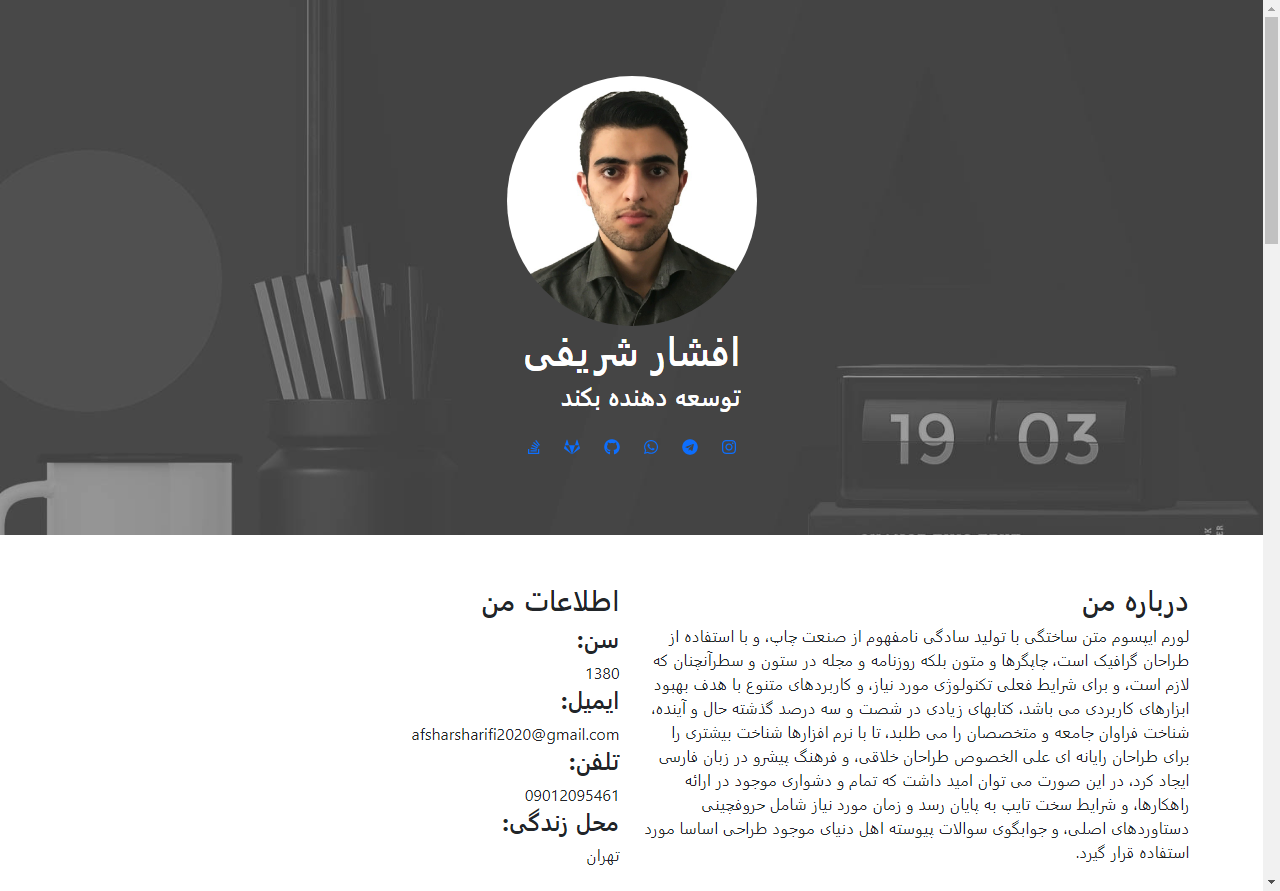 افشار شریفی
توسعه دهنده بکند
19 03
درباره من
لورم ایپسوم متن ساختگی با تولید سادگی نامفهوم از صنعت چاپ، و با استفاده از
طراحان گرافیک است، چاپگرها و متون بلکه روزنامه و مجله در ستون و سطرآنچنان که
لازم است، و برای شرایط فعلی تکنولوژی مورد نیاز، و کاربردهای متنوع با هدف بهبود
ابزارهای کاربردی می باشد، کتابهای زیادی در شصت و سه درصد گذشته حال و آینده،
شناخت فراوان جامعه و متخصصان را می طلبد، تا با نرم افزارها شناخت بیشتری را
برای طراحان رایانه ای علی الخصوص طراحان خلاقی، و فرهنگ پیشرو در زبان فارسی
ایجاد کرد، در این صورت می توان امید داشت که تمام و دشواری موجود در ارائه
راهکارها، و شرایط سخت تایپ به پایان رسد و زمان مورد نیاز شامل حروفچینی
دستاوردهای اصلی، و جوابگوی سوالات پیوسته اهل دنیای موجود طراحی اساسا مورد
استفاده قرار گیرد.
اطلاعات من
سن:
1380
ایمیل:
afsharsharifi2020@gmail.com
تلفن:
09012095461
محل زندگی:
تهران